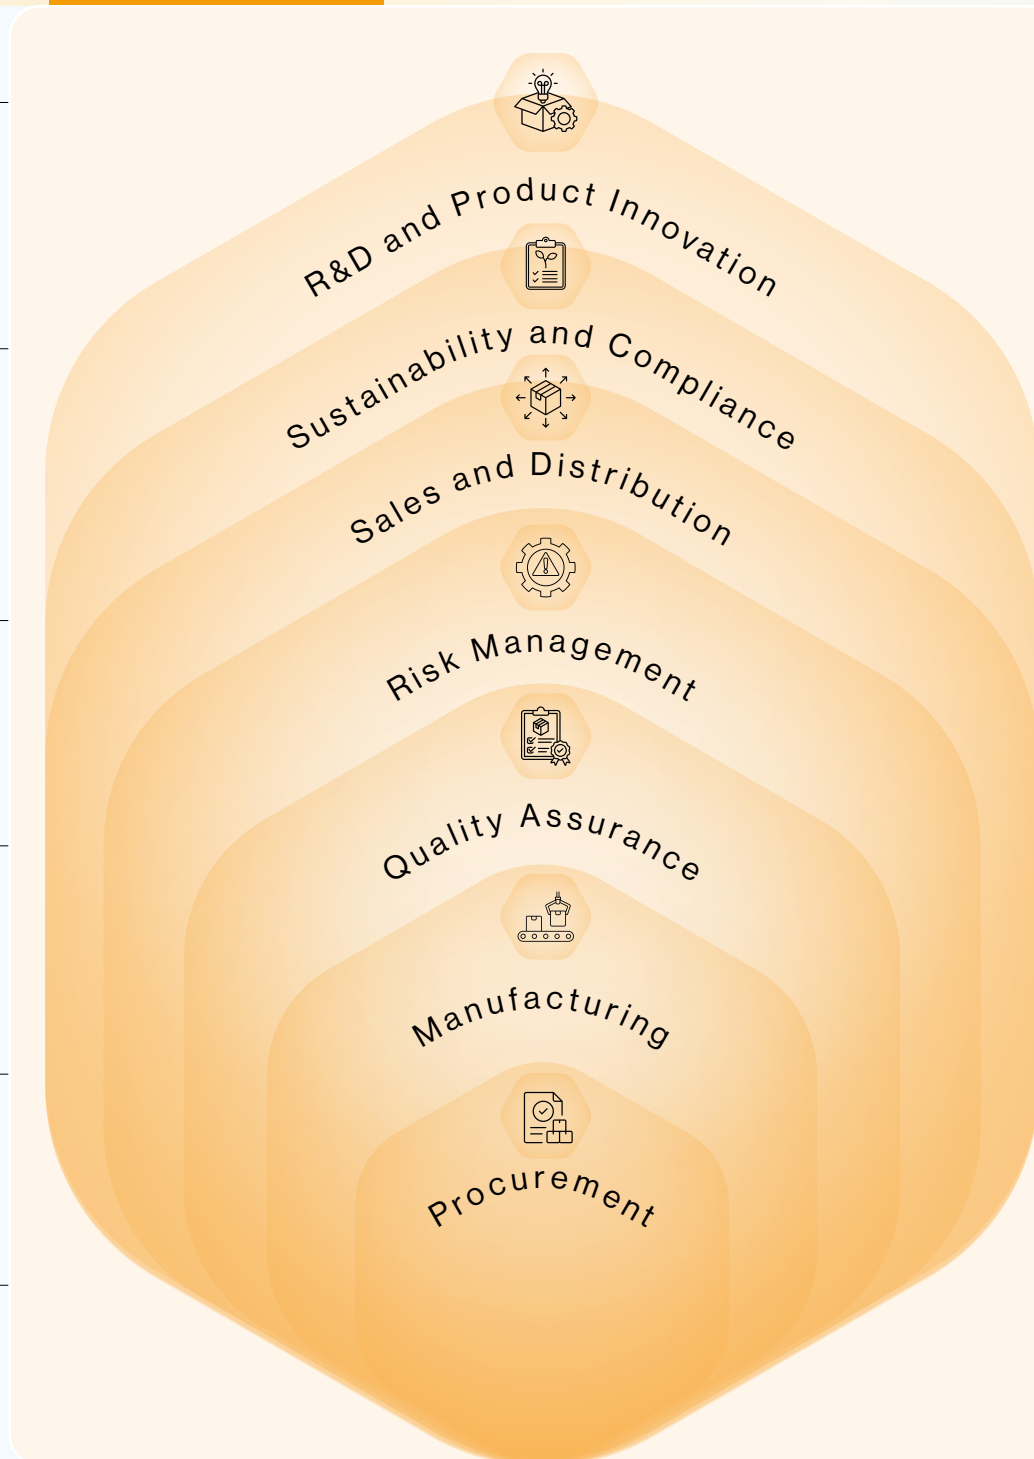 R&D and Product Innovation
Sustainability and Compliance
Sales and Distribution
Risk Management
Quality Assurance
Manufacturing
Procurement